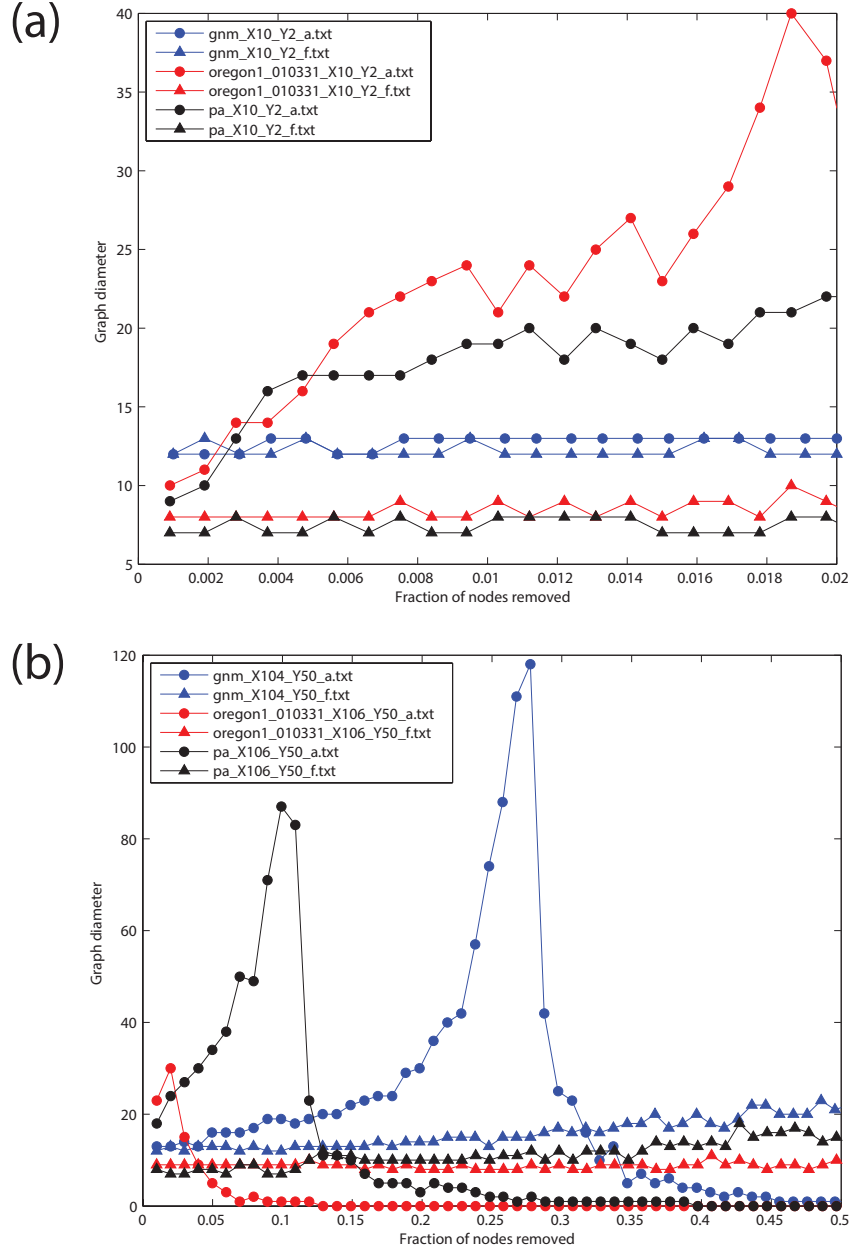 (a)
40
35
30
25
20
15
10
5
Graph diameter
gnm_X10_Y2_a.txt
gnm_X10_Y2_f.txt
oregon1_010331_X10_Y2_a.txt
oregon1_010331_X10_Y2_f.txt
pa_X10_Y2_a.txt
pa_X10_Y2_f.txt
0 0.002 0.004 0.006 0.008 0.01 0.012 0.014 0.016 0.018 0.02
Fraction of nodes removed
(b)
120
100
80
60
40
20
0
Graph diameter
gnm_X104_Y50_a.txt
gnm_X104_Y50_f.txt
oregon1_010331_X106_Y50_a.txt
oregon1_010331_X106_Y50_f.txt
pa_X106_Y50_a.txt
pa_X106_Y50_f.txt
0 0.05 0.1 0.15 0.2 0.25 0.3 0.35 0.4 0.45 0.5
Fraction of nodes removed